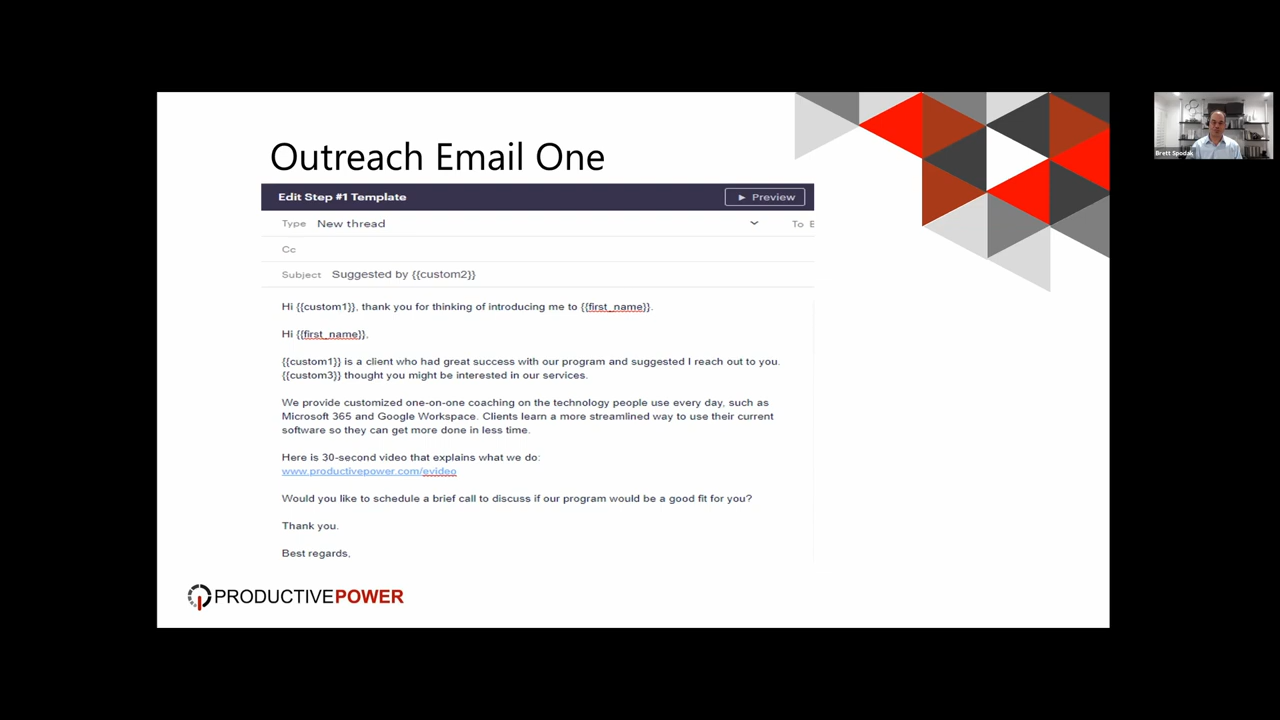 Outreach Email One
Edit Step #1 Template
► Preview
Type New thread
To E
Cc
Subject Suggested by {{custom2}}
Hi {{custom1}}, thank you for thinking of introducing me to {{first_name}}.
Hi {{first_name}},
{{custom1}} is a client who had great success with our program and suggested I reach out to you.
{{custom3}} thought you might be interested in our services.
We provide customized one-on-one coaching on the technology people use every day, such as
Microsoft 365 and Google Workspace. Clients learn a more streamlined way to use their current
software so they can get more done in less time.
Here is 30-second video that explains what we do:
www.productivepower.com/evideo
Would you like to schedule a brief call to discuss if our program would be a good fit for you?
Thank you.
Best regards,
PRODUCTIVEPOWER
Brett Spodak